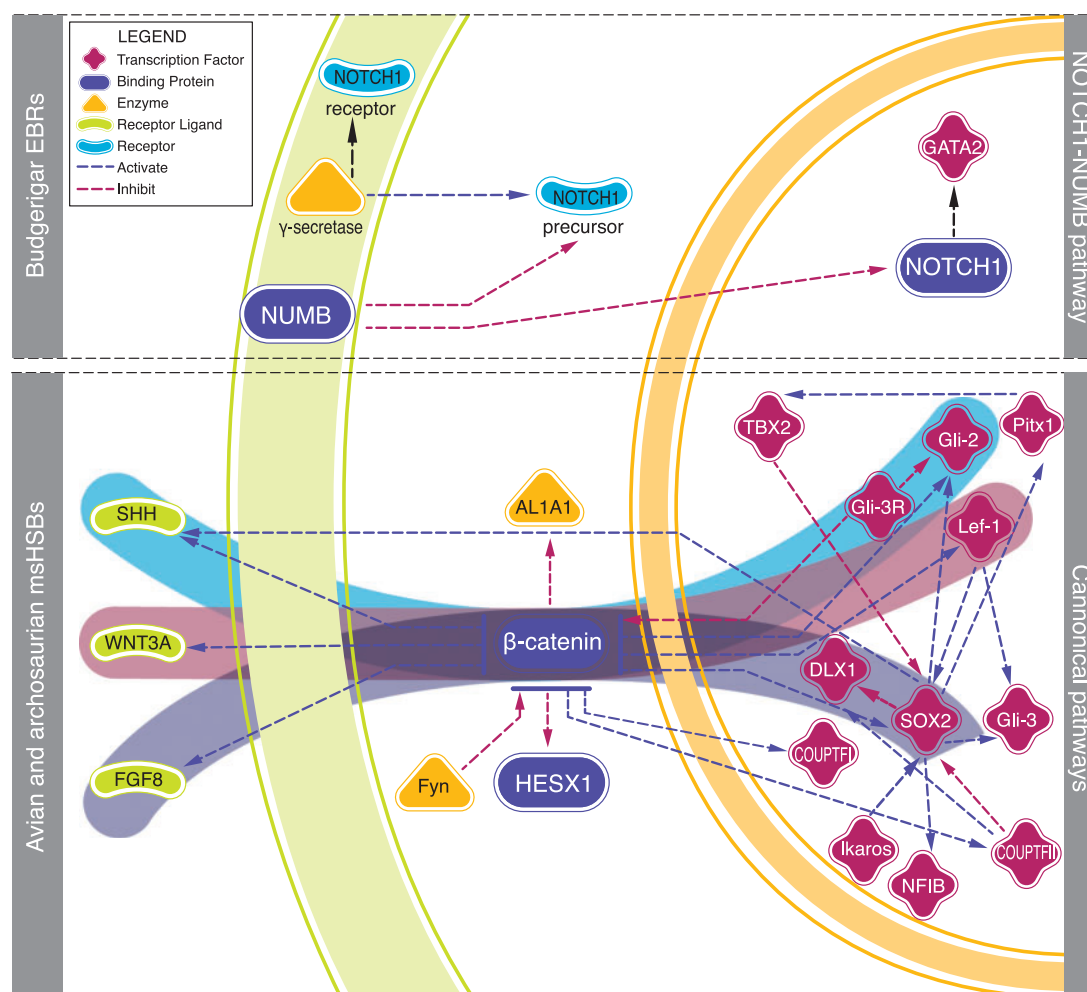 Budgerigar EBRs
NOTCH1-NUMB pathway
LEGEND
Transcription Factor
Binding Protein
Enzyme
Receptor Ligand
Receptor
Activate
Inhibit
NOTCH1
receptor
γ-secretase
NOTCH1
precursor
NUMB
GATA2
NOTCH1
Avian and archosaurian msHSBs
Cannonical pathways
TBX2
Pitx1
Gli-2
Gli-3R
Lef-1
SHH
AL1A1
WNT3A
β-catenin
DLX1
SOX2
Gli-3
COUPTFI
FGF8
Fyn
HESX1
Ikaros
COUPTFII
NFIB